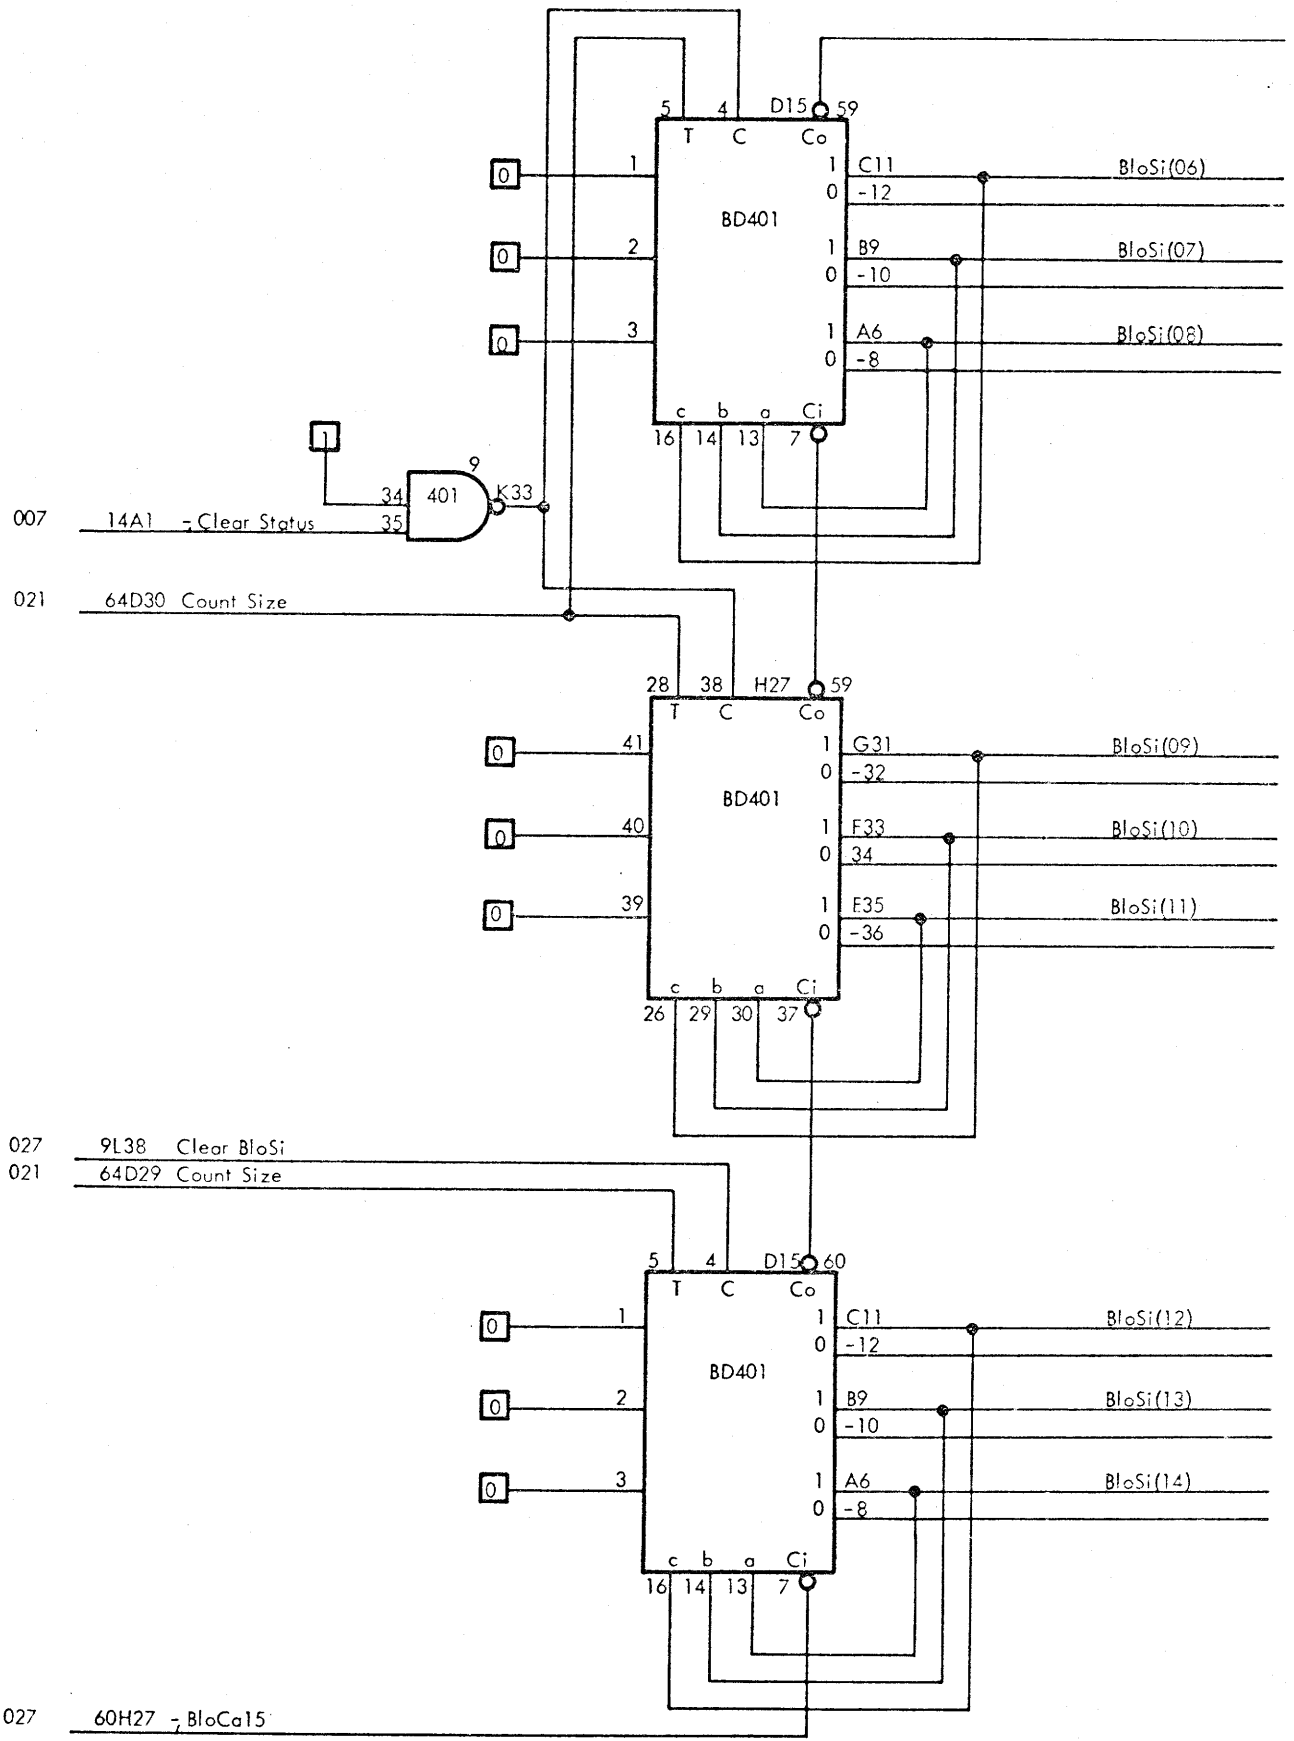 5 4 D15 59
T C Co
0 1 1 C11 BloSi(06)
0 -12
BD401
0 2 1 B9 BloSi(07)
0 -10
0 3 1 A6 BloSi(08)
0 -8
c b a Ci
16 14 13 7
1
9
34 401 K33
007 14A1 -,Clear Status 35
021 64D30 Count Size
28 38 H27 59
T C Co
0 41 1 G31 BloSi(09)
0 -32
BD401
0 40 1 F33 BloSi(10)
0 34
0 39 1 E35 BloSi(11)
0 -36
c b a Ci
26 29 30 37
027 9L38 Clear BloSi
021 64D29 Count Size
5 4 D15 60
T C Co
0 1 1 C11 BloSi(12)
0 -12
BD401
0 2 1 B9 BloSi(13)
0 -10
0 3 1 A6 BloSi(14)
0 -8
c b a Ci
16 14 13 7
027 60H27 -,BloCa15